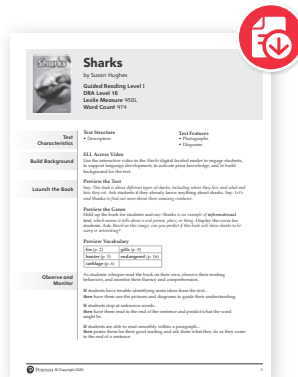 Sharks
Sharks
by Susan Hughes
Guided Reading Level I
DRA Level 16
Lexile Measure 450L
Word Count 414
Text Characteristics
Text Structure
• Description
Text Features
• Photographs
• Diagrams
Build Background
ELL Access Video
Use the interactive video in the Sharks digital leveled reader to engage students,
to support language development, to activate prior knowledge, and to build
background for the text.
Launch the Book
Preview the Text
Say: This book is about different types of sharks, including where they live, and what and
how they eat. Ask students if they already know anything about sharks. Say: Let's
read Sharks to find out more about these amazing creatures.
Preview the Genre
Hold up the book for students and say: Sharks is an example of informational
text, which means it tells about a real person, place, or thing. Display the cover for
students. Ask: Based on this image, can you predict if this book will show sharks to be
scary or interesting?
Preview Vocabulary
fin (p. 2)
gills (p. 9)
hunter (p. 3)
endangered (p. 16)
cartilage (p. 6)
Observe and Monitor
As students whisper-read the book on their own, observe their reading
behaviors, and monitor their fluency and comprehension.
If students have trouble identifying main ideas from the text...
then have them use the pictures and diagrams to guide their understanding.
If students stop at unknown words...
then have them read to the end of the sentence and predict what the word
might be.
If students are able to read smoothly within a paragraph...
then praise them for their good reading and ask them what they do as they come
to the end of a sentence.
Pearson © Copyright 2020
1